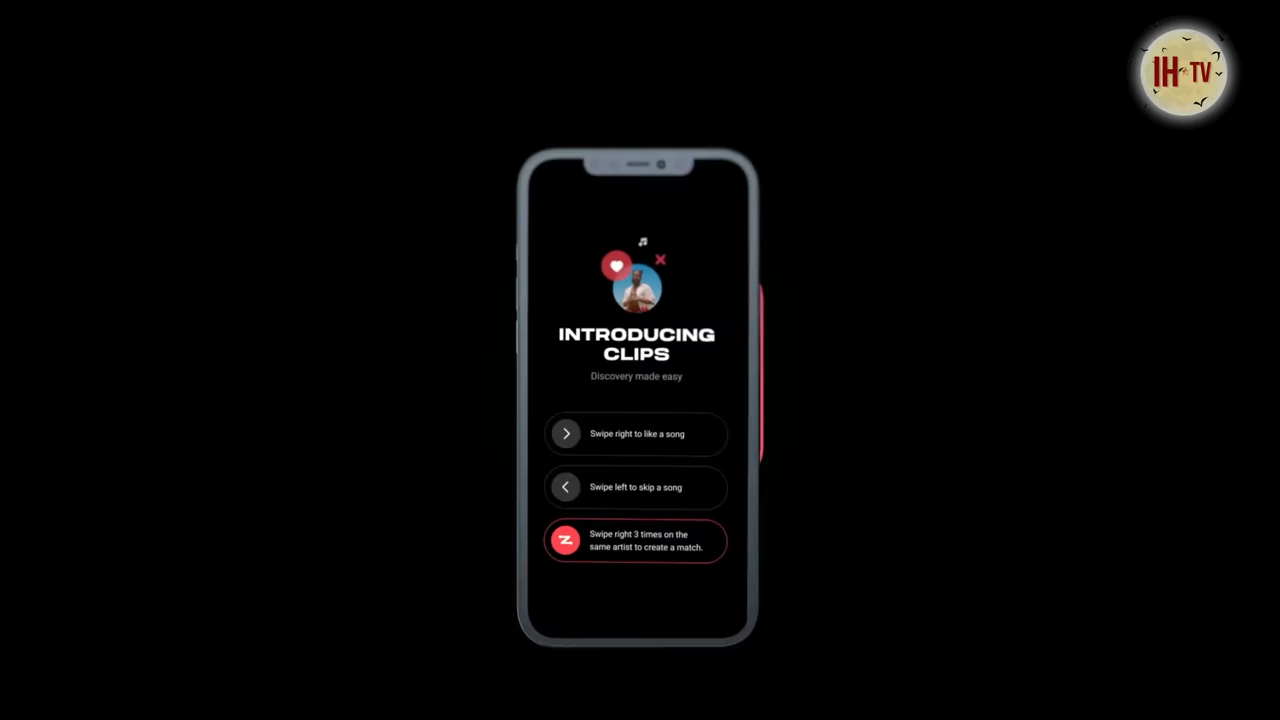 IH TV
INTRODUCING
CLIPS
Discovery made easy
Swipe right to like a song
Swipe left to skip a song
Swipe right 3 times on the
same artist to create a match.